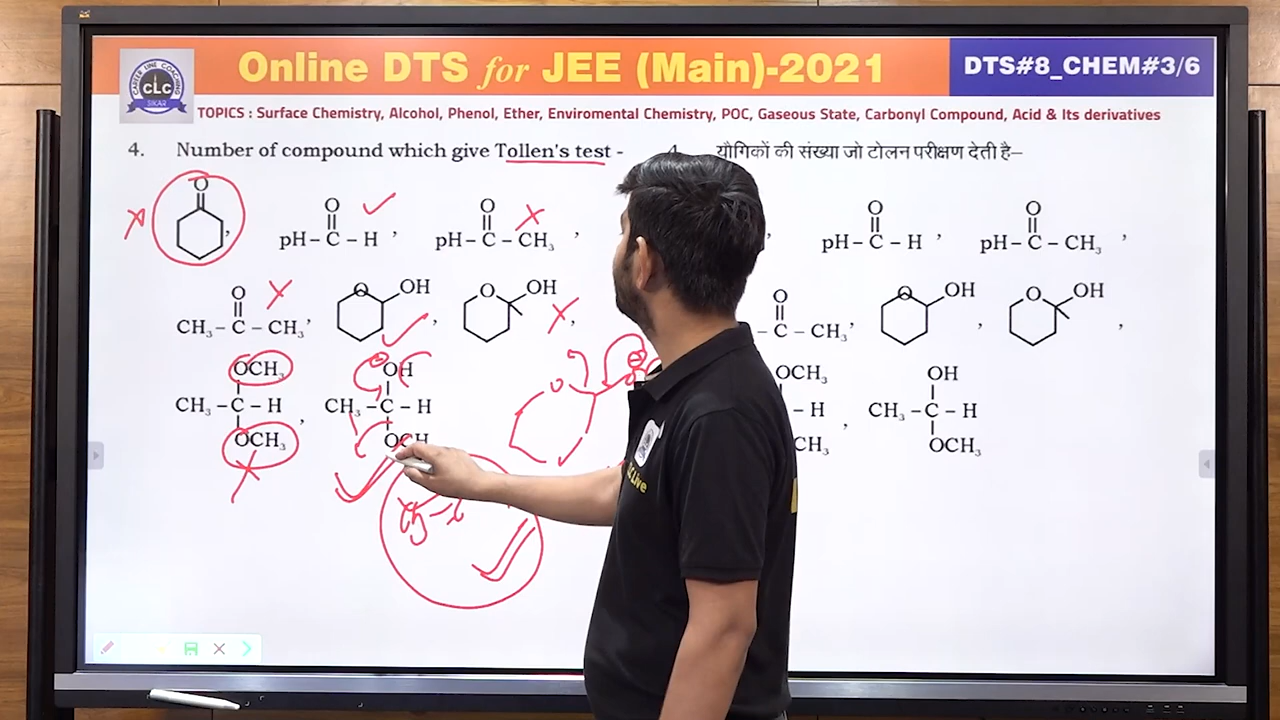 Online DTS for JEE (Main)-2021
DTS#8_CHEM#3/6
CAREER LINE COACHING
CLC
SIKAR
TOPICS : Surface Chemistry, Alcohol, Phenol, Ether, Enviromental Chemistry, POC, Gaseous State, Carbonyl Compound, Acid & Its derivatives
4. Number of compound which give Tollen's test -
O
O
pH – C – H ,
O
pH – C – CH₃ ,
O
CH₃ – C – CH₃,
O OH ,
O OH ,
OCH₃
CH₃ – C – H ,
OCH₃
OH
CH₃ – C – H
O
यौगिकों की संख्या जो टोलन परीक्षण देती है–
,
O
pH – C – H ,
O
pH – C – CH₃ ,
O
– C – CH₃,
O OH ,
O OH ,
OCH₃
– H ,
CH₃
OH
CH₃ – C – H
OCH₃
Live